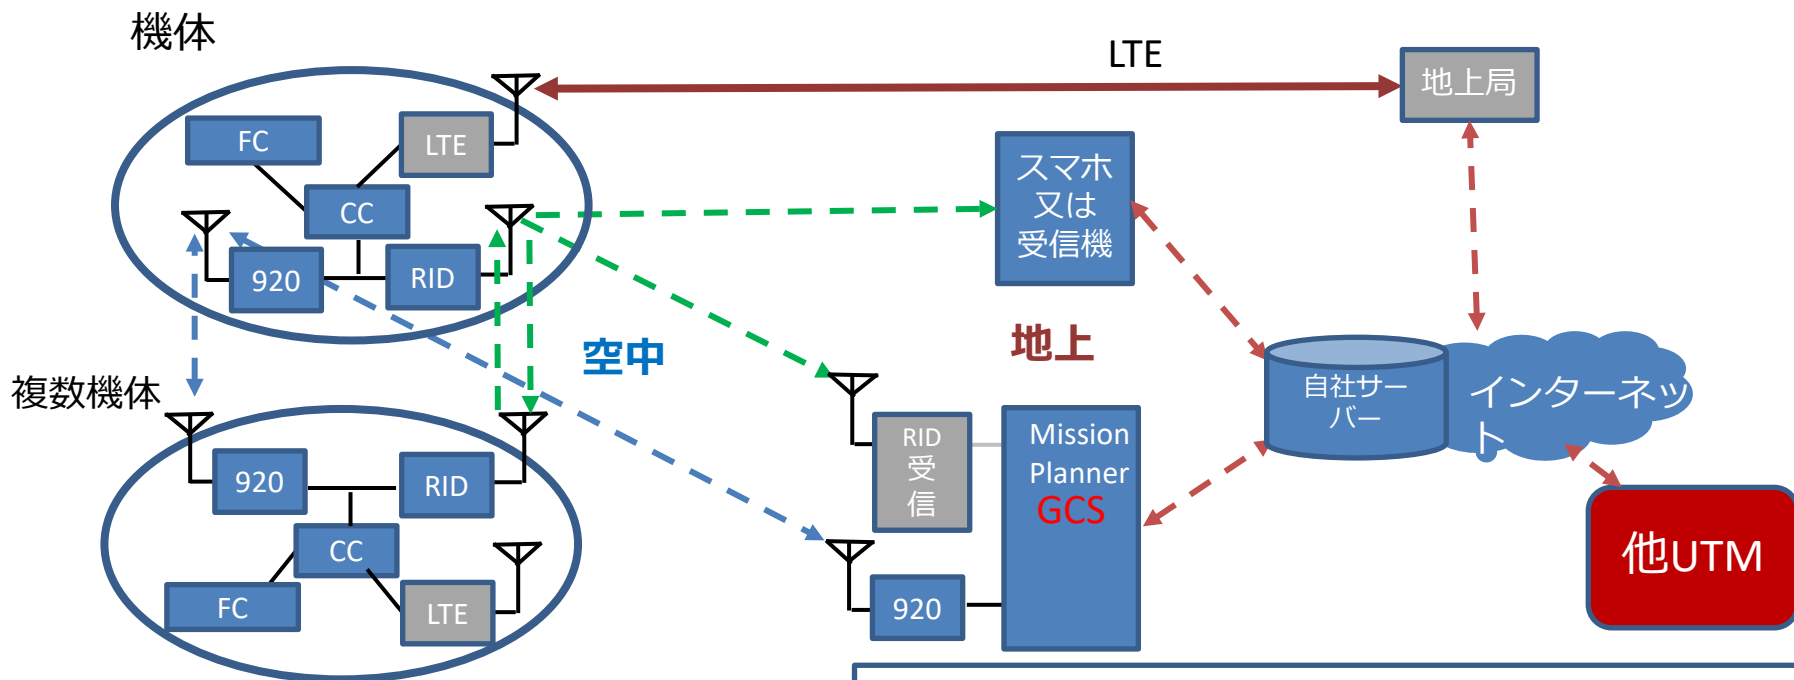 機体
LTE
地上局
FC
LTE
CC
920
RID
スマホ
又は
受信機
空中
地上
複数機体
920
RID
CC
FC
LTE
RID
受
信
920
Mission
Planner
GCS
自社サー
バー
インターネッ
ト
他UTM